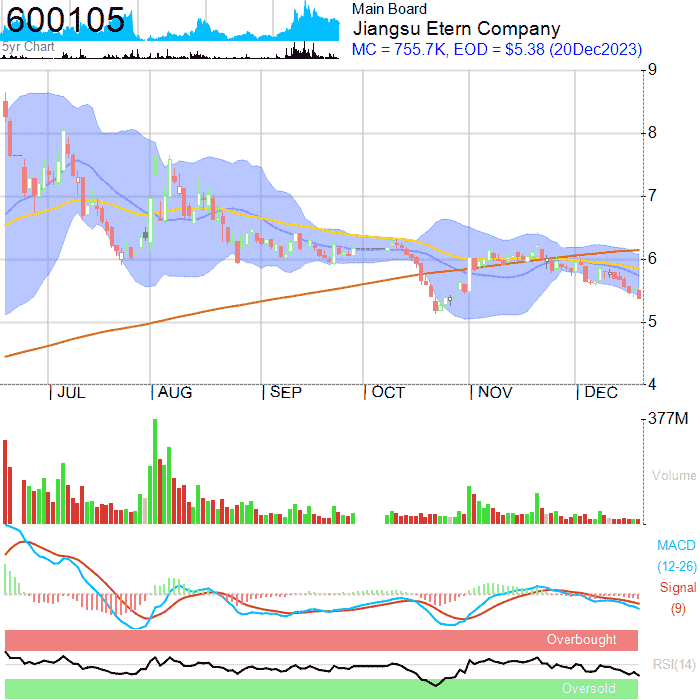 600105
5yr Chart
Main Board
Jiangsu Etern Company
MC = 755.7K, EOD = $5.38 (20Dec2023)
9
8
7
6
5
4
JUL AUG SEP OCT NOV DEC
377M
Volume
MACD
(12-26)
Signal
(9)
Overbought
RSI(14)
Oversold